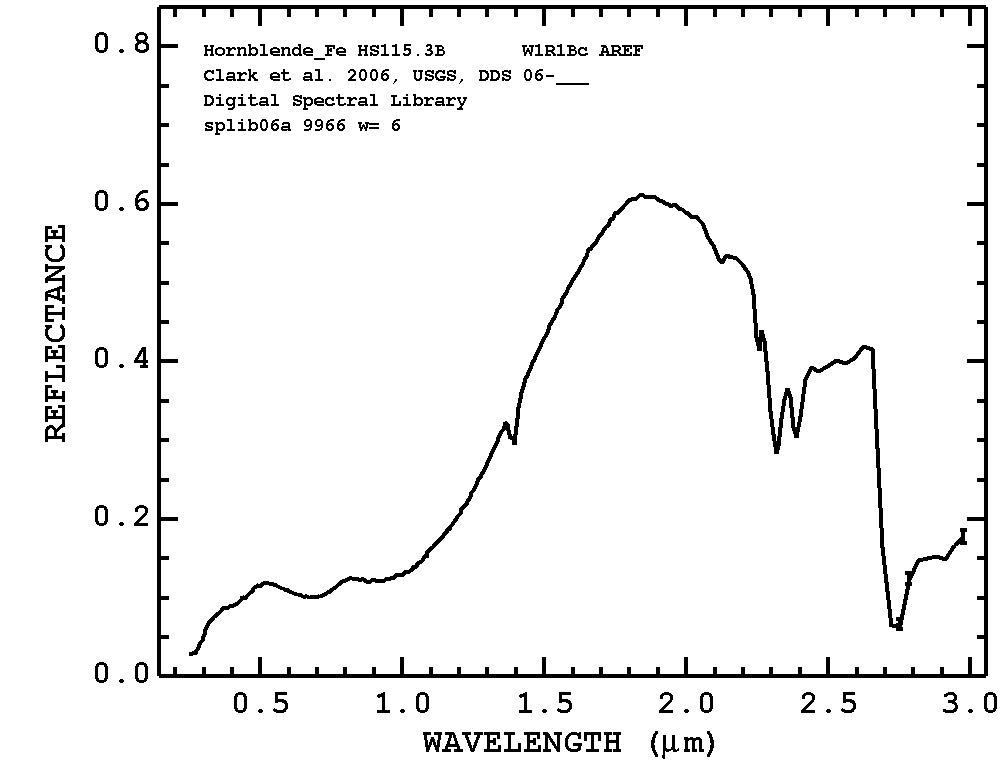 Hornblende_Fe HS115.3B W1R1Bc AREF
Clark et al. 2006, USGS, DDS 06-___
Digital Spectral Library
splib06a 9966 w= 6
0.8
0.6
0.4
0.2
0.0
REFLECTANCE
0.5 1.0 1.5 2.0 2.5 3.0
WAVELENGTH (μm)